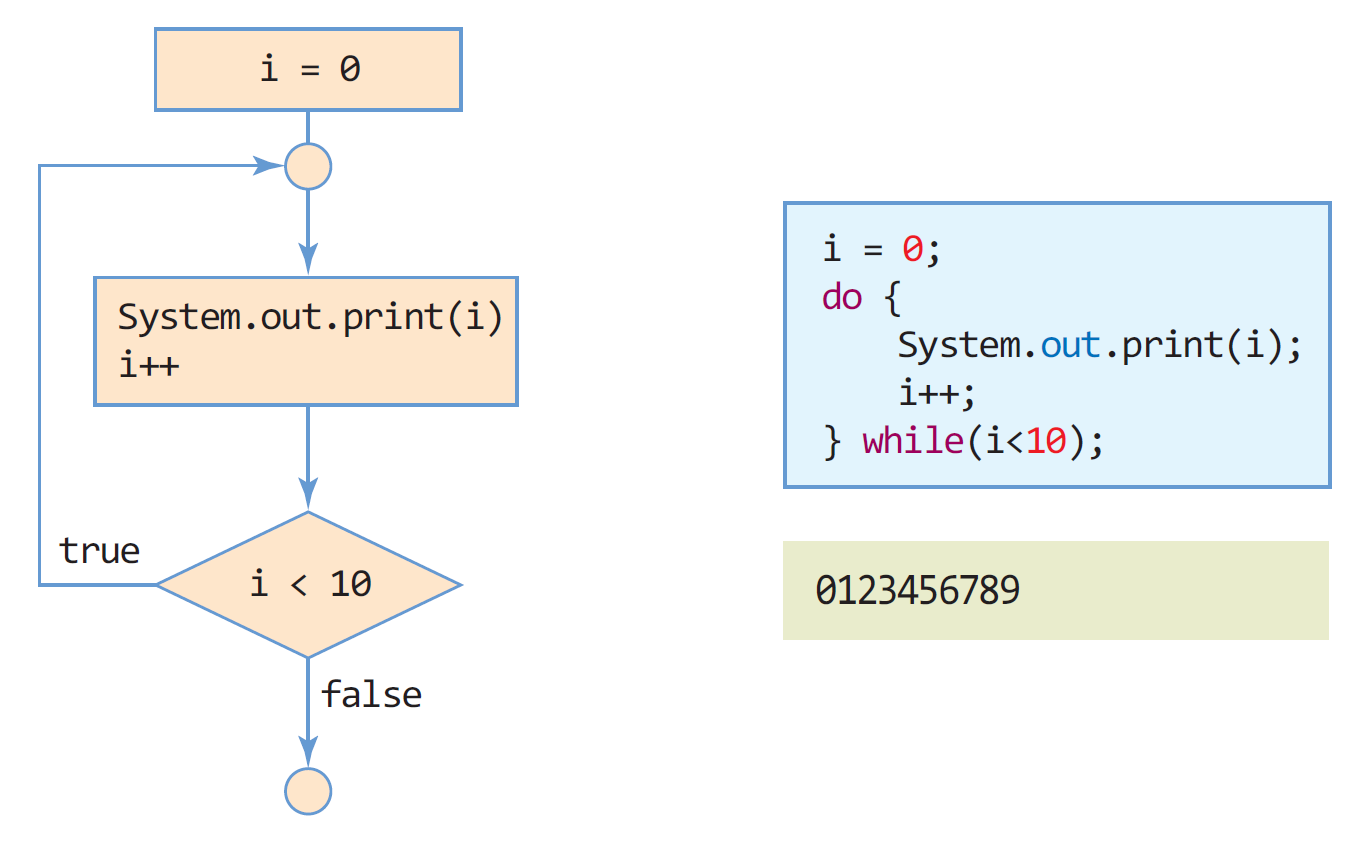 i = 0
System.out.print(i)
i++
true
i < 10
false
i = 0;
do {
System.out.print(i);
i++;
} while(i<10);
0123456789